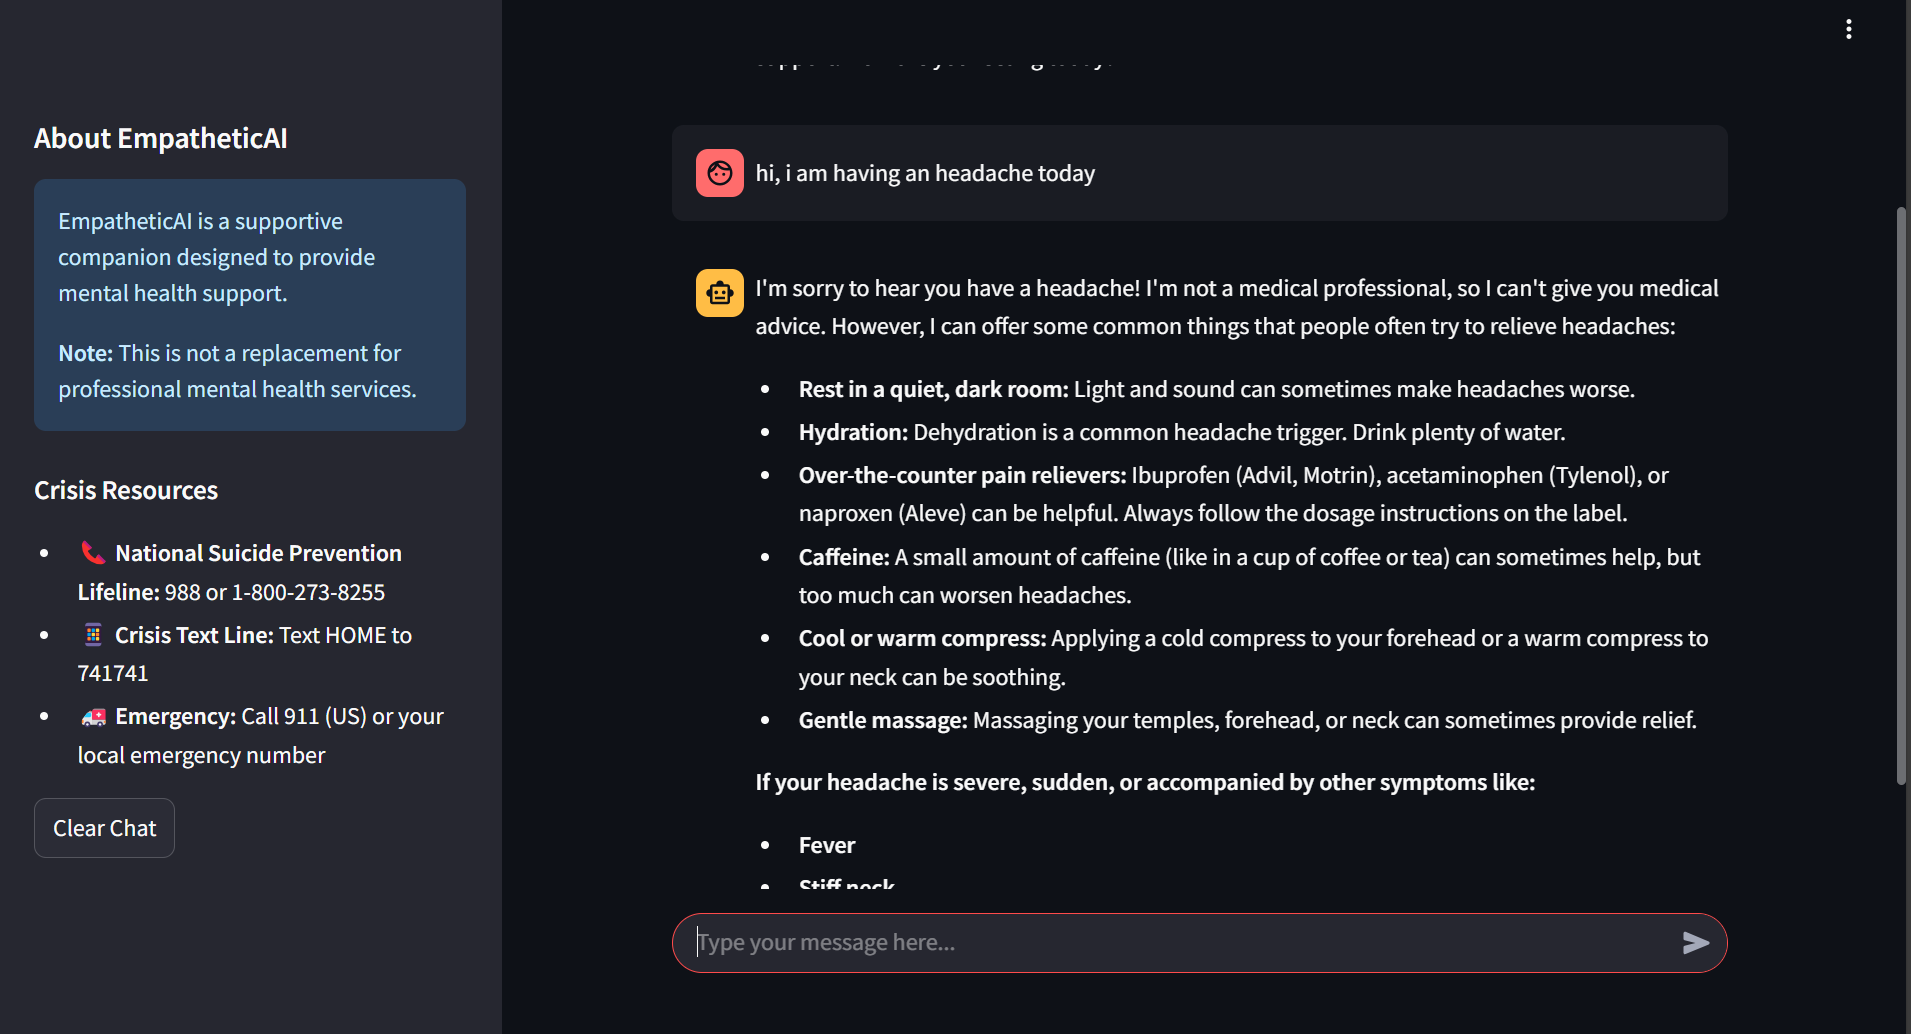 About EmpatheticAI
EmpatheticAI is a supportive
companion designed to provide
mental health support.
Note: This is not a replacement for
professional mental health services.
Crisis Resources
National Suicide Prevention
Lifeline: 988 or 1-800-273-8255
Crisis Text Line: Text HOME to
741741
Emergency: Call 911 (US) or your
local emergency number
Clear Chat
hi, i am having an headache today
I'm sorry to hear you have a headache! I'm not a medical professional, so I can't give you medical
advice. However, I can offer some common things that people often try to relieve headaches:
Rest in a quiet, dark room: Light and sound can sometimes make headaches worse.
Hydration: Dehydration is a common headache trigger. Drink plenty of water.
Over-the-counter pain relievers: Ibuprofen (Advil, Motrin), acetaminophen (Tylenol), or
naproxen (Aleve) can be helpful. Always follow the dosage instructions on the label.
Caffeine: A small amount of caffeine (like in a cup of coffee or tea) can sometimes help, but
too much can worsen headaches.
Cool or warm compress: Applying a cold compress to your forehead or a warm compress to
your neck can be soothing.
Gentle massage: Massaging your temples, forehead, or neck can sometimes provide relief.
If your headache is severe, sudden, or accompanied by other symptoms like:
Fever
Stiff neck
Type your message here...